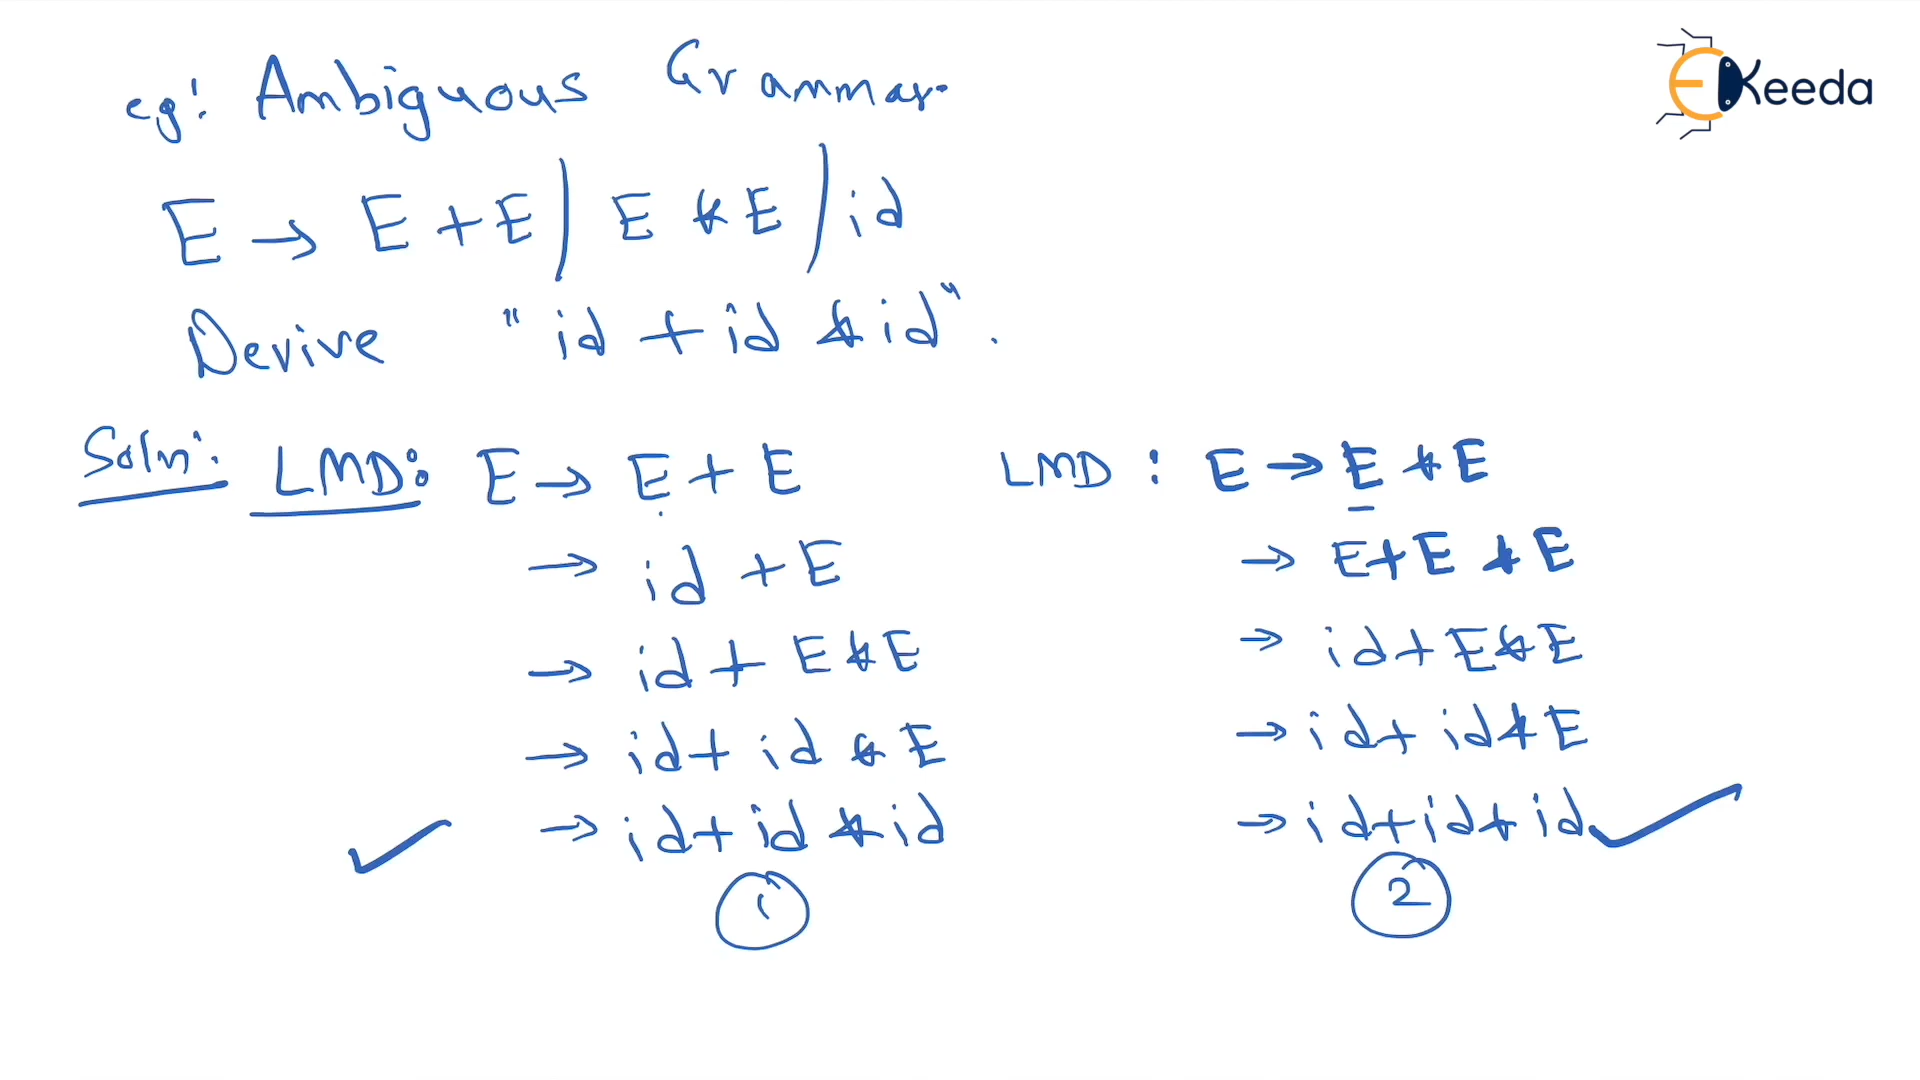 EKeeda
eg: Ambiguous Grammar
E → E + E | E * E | id
Derive "id + id * id".
Soln: LMD: E → E + E
→ id + E
→ id + E * E
→ id + id * E
→ id + id * id
1
LMD : E → E * E
→ E + E * E
→ id + E * E
→ id + id * E
→ id + id * id
2